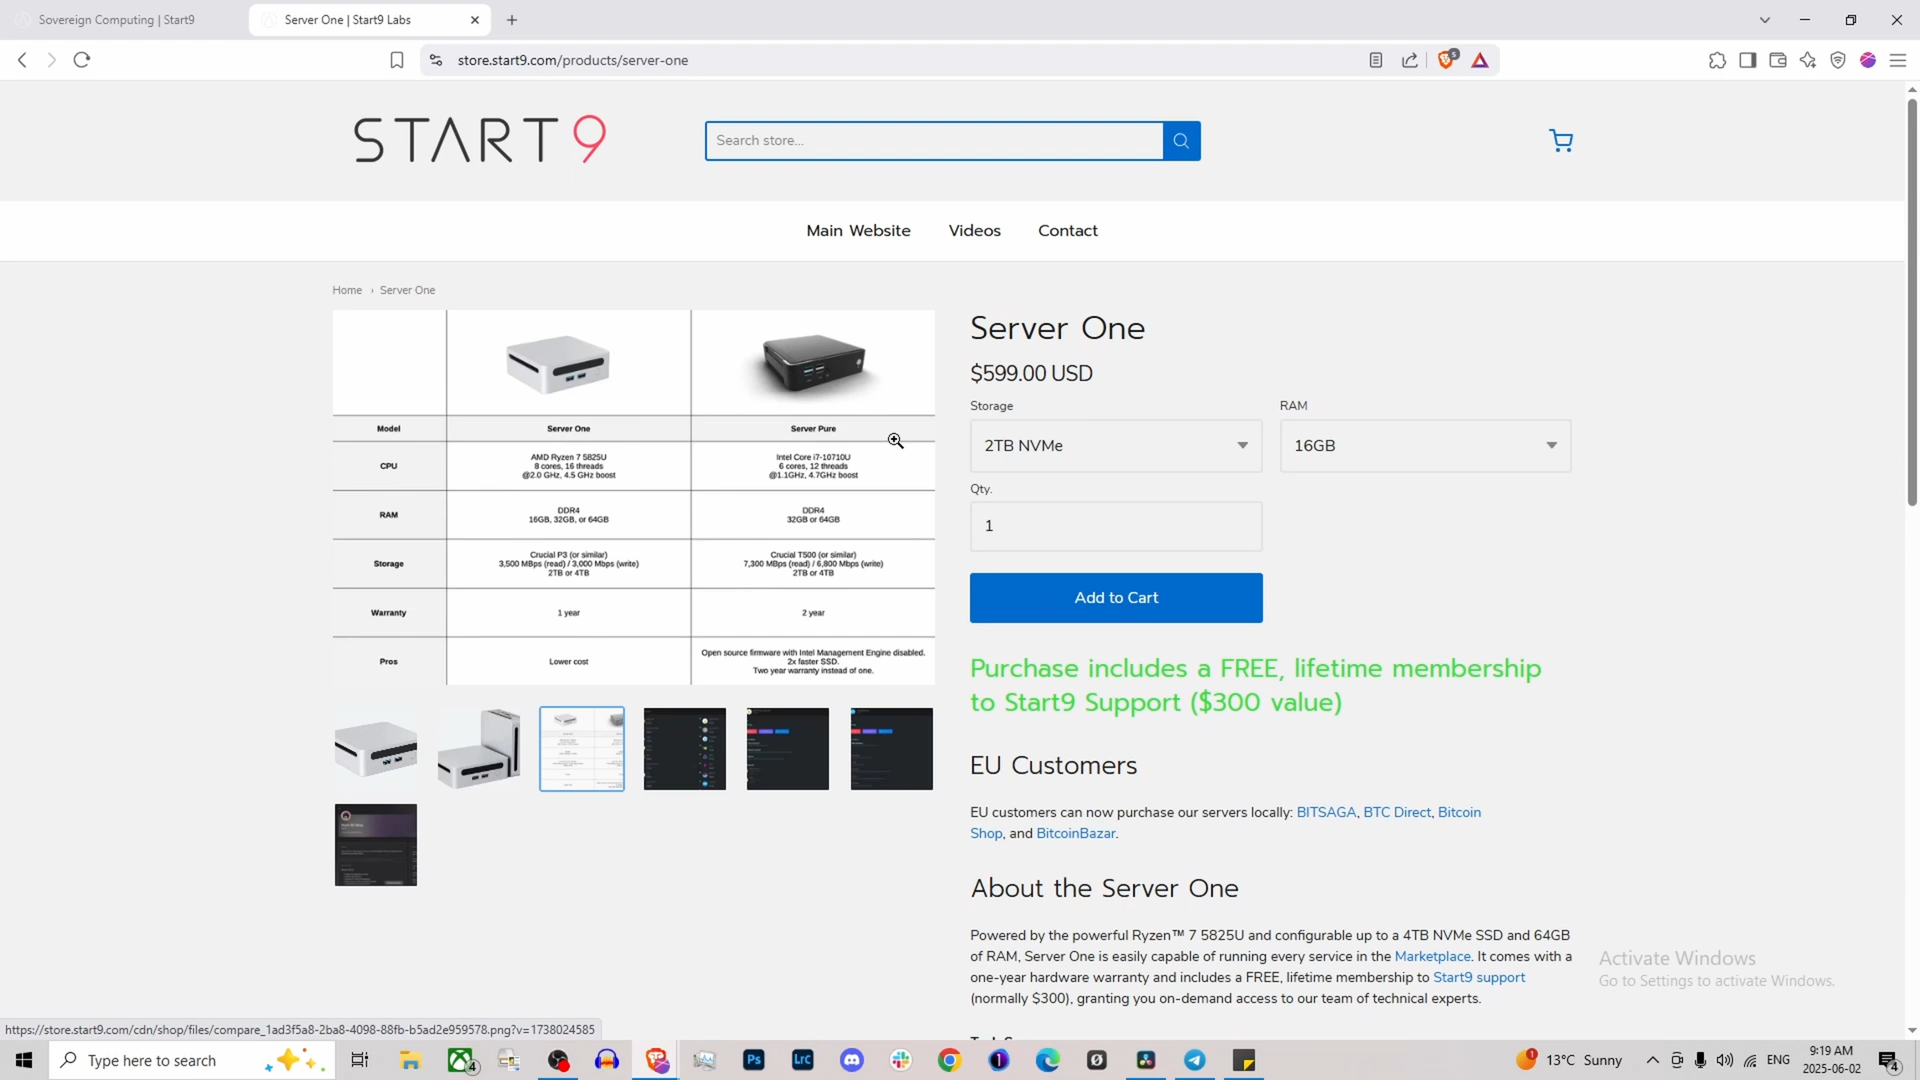 Sovereign Computing | Start9
Server One | Start9 Labs
store.start9.com/products/server-one
5
START9
Search store...
Main Website
Videos
Contact
Home › Server One
Model
Server One
Server Pure
CPU
AMD Ryzen 7 5825U
8 cores, 16 threads
@2.0 GHz, 4.5 GHz boost
Intel Core i7-10710U
6 cores, 12 threads
@1.1GHz, 4.7GHz boost
RAM
DDR4
16GB, 32GB, or 64GB
DDR4
32GB or 64GB
Storage
Crucial P3 (or similar)
3,500 MBps (read) / 3,000 Mbps (write)
2TB or 4TB
Crucial T500 (or similar)
7,300 MBps (read) / 6,800 Mbps (write)
2TB or 4TB
Warranty
1 year
2 year
Pros
Lower cost
Open source firmware with Intel Management Engine disabled.
2x faster SSD.
Two year warranty instead of one.
Server One
$599.00 USD
Storage
RAM
2TB NVMe
16GB
Qty.
1
Add to Cart
Purchase includes a FREE, lifetime membership
to Start9 Support ($300 value)
EU Customers
EU customers can now purchase our servers locally: BITSAGA, BTC Direct, Bitcoin
Shop, and BitcoinBazar.
About the Server One
Powered by the powerful Ryzen™ 7 5825U and configurable up to a 4TB NVMe SSD and 64GB
of RAM, Server One is easily capable of running every service in the Marketplace. It comes with a
one-year hardware warranty and includes a FREE, lifetime membership to Start9 support
(normally $300), granting you on-demand access to our team of technical experts.
Activate Windows
Go to Settings to activate Windows.
https://store.start9.com/cdn/shop/files/compare_1ad3f5a8-2ba8-4098-88fb-b5ad2e959578.png?v=1738024585
Type here to search
4
Ps
Lrc
1
13°C Sunny
ENG
9:19 AM
2025-06-02
4